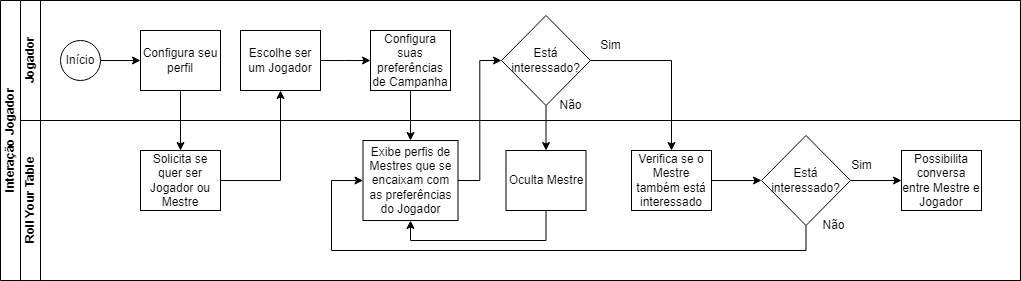 Interação Jogador
Jogador
Início
Configura seu
perfil
Escolhe ser
um Jogador
Configura
suas
preferências
de Campanha
Está
interessado?
Sim
Não
Roll Your Table
Solicita se
quer ser
Jogador ou
Mestre
Exibe perfis de
Mestres que se
encaixam com
as preferências
do Jogador
Oculta Mestre
Verifica se o
Mestre
também está
interessado
Está
interessado?
Sim
Não
Possibilita
conversa
entre Mestre e
Jogador